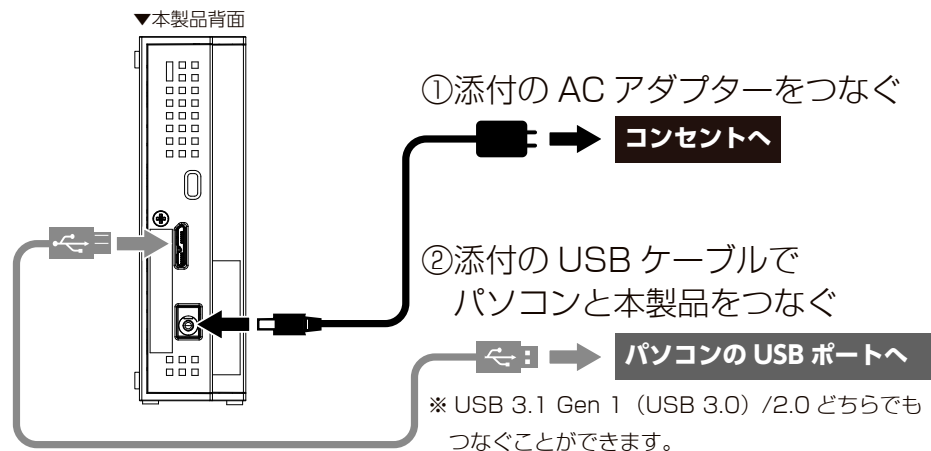 ▼本製品背面
①添付の AC アダプターをつなぐ
コンセントへ
②添付の USB ケーブルで
パソコンと本製品をつなぐ
パソコンの USB ポートへ
※ USB 3.1 Gen 1（USB 3.0）/2.0 どちらでも
つなぐことができます。